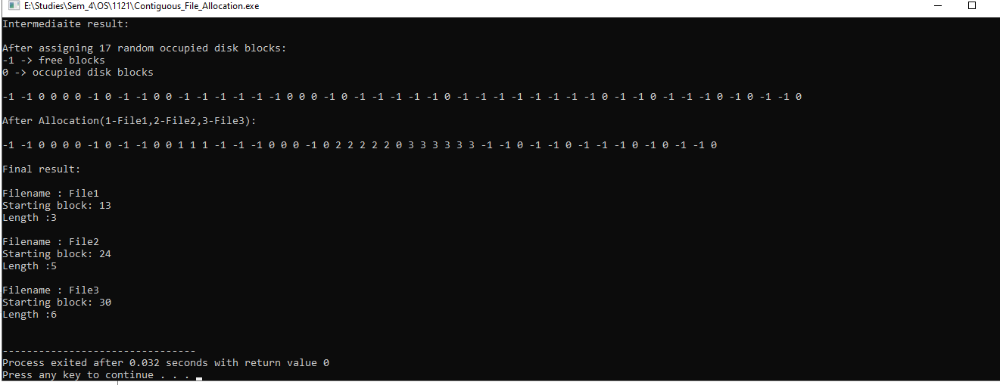 E:\Studies\Sem_4\OS\1121\Contiguous_File_Allocation.exe
Intermediaite result:
After assigning 17 random occupied disk blocks:
-1 -> free blocks
0 -> occupied disk blocks
-1 -1 0 0 0 0 -1 0 -1 -1 0 0 -1 -1 -1 -1 -1 -1 0 0 0 -1 0 -1 -1 -1 -1 -1 0 -1 -1 -1 -1 -1 -1 -1 -1 0 -1 -1 0 -1 -1 -1 0 -1 0 -1 -1 0
After Allocation(1-File1,2-File2,3-File3):
-1 -1 0 0 0 0 -1 0 -1 -1 0 0 1 1 1 -1 -1 -1 0 0 0 -1 0 2 2 2 2 2 0 3 3 3 3 3 3 -1 -1 0 -1 -1 0 -1 -1 -1 0 -1 0 -1 -1 0
Final result:
Filename : File1
Starting block: 13
Length :3
Filename : File2
Starting block: 24
Length :5
Filename : File3
Starting block: 30
Length :6
--------------------------------
Process exited after 0.032 seconds with return value 0
Press any key to continue . . .